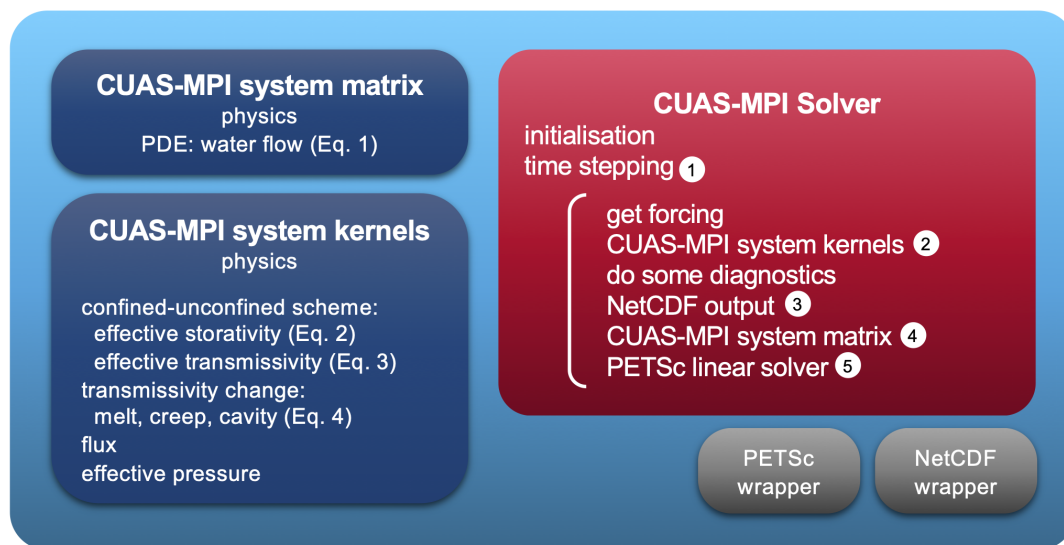 CUAS-MPI system matrix
physics
PDE: water flow (Eq. 1)
CUAS-MPI system kernels
physics
confined-unconfined scheme:
effective storativity (Eq. 2)
effective transmissivity (Eq. 3)
transmissivity change:
melt, creep, cavity (Eq. 4)
flux
effective pressure
CUAS-MPI Solver
initialisation
time stepping 1
get forcing
CUAS-MPI system kernels 2
do some diagnostics
NetCDF output 3
CUAS-MPI system matrix 4
PETSc linear solver 5
PETSc
wrapper
NetCDF
wrapper